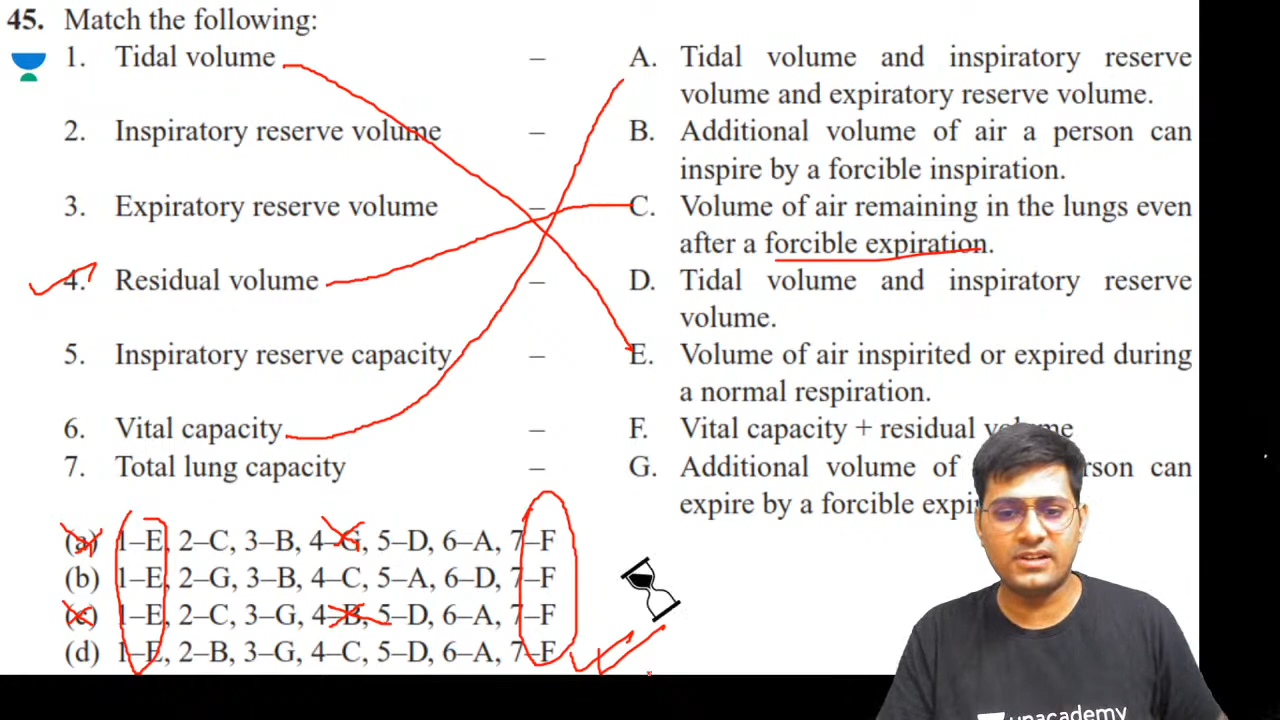 45. Match the following:
1. Tidal volume – A. Tidal volume and inspiratory reserve
volume and expiratory reserve volume.
2. Inspiratory reserve volume – B. Additional volume of air a person can
inspire by a forcible inspiration.
3. Expiratory reserve volume – C. Volume of air remaining in the lungs even
after a forcible expiration.
4. Residual volume – D. Tidal volume and inspiratory reserve
volume.
5. Inspiratory reserve capacity – E. Volume of air inspirited or expired during
a normal respiration.
6. Vital capacity – F. Vital capacity + residual volume
7. Total lung capacity – G. Additional volume of person can
expire by a forcible
(a) 1–E, 2–C, 3–B, 4–G, 5–D, 6–A, 7–F
(b) 1–E, 2–G, 3–B, 4–C, 5–A, 6–D, 7–F
(c) 1–E, 2–C, 3–G, 4–B, 5–D, 6–A, 7–F
(d) 1–E, 2–B, 3–G, 4–C, 5–D, 6–A, 7–F
unacademy